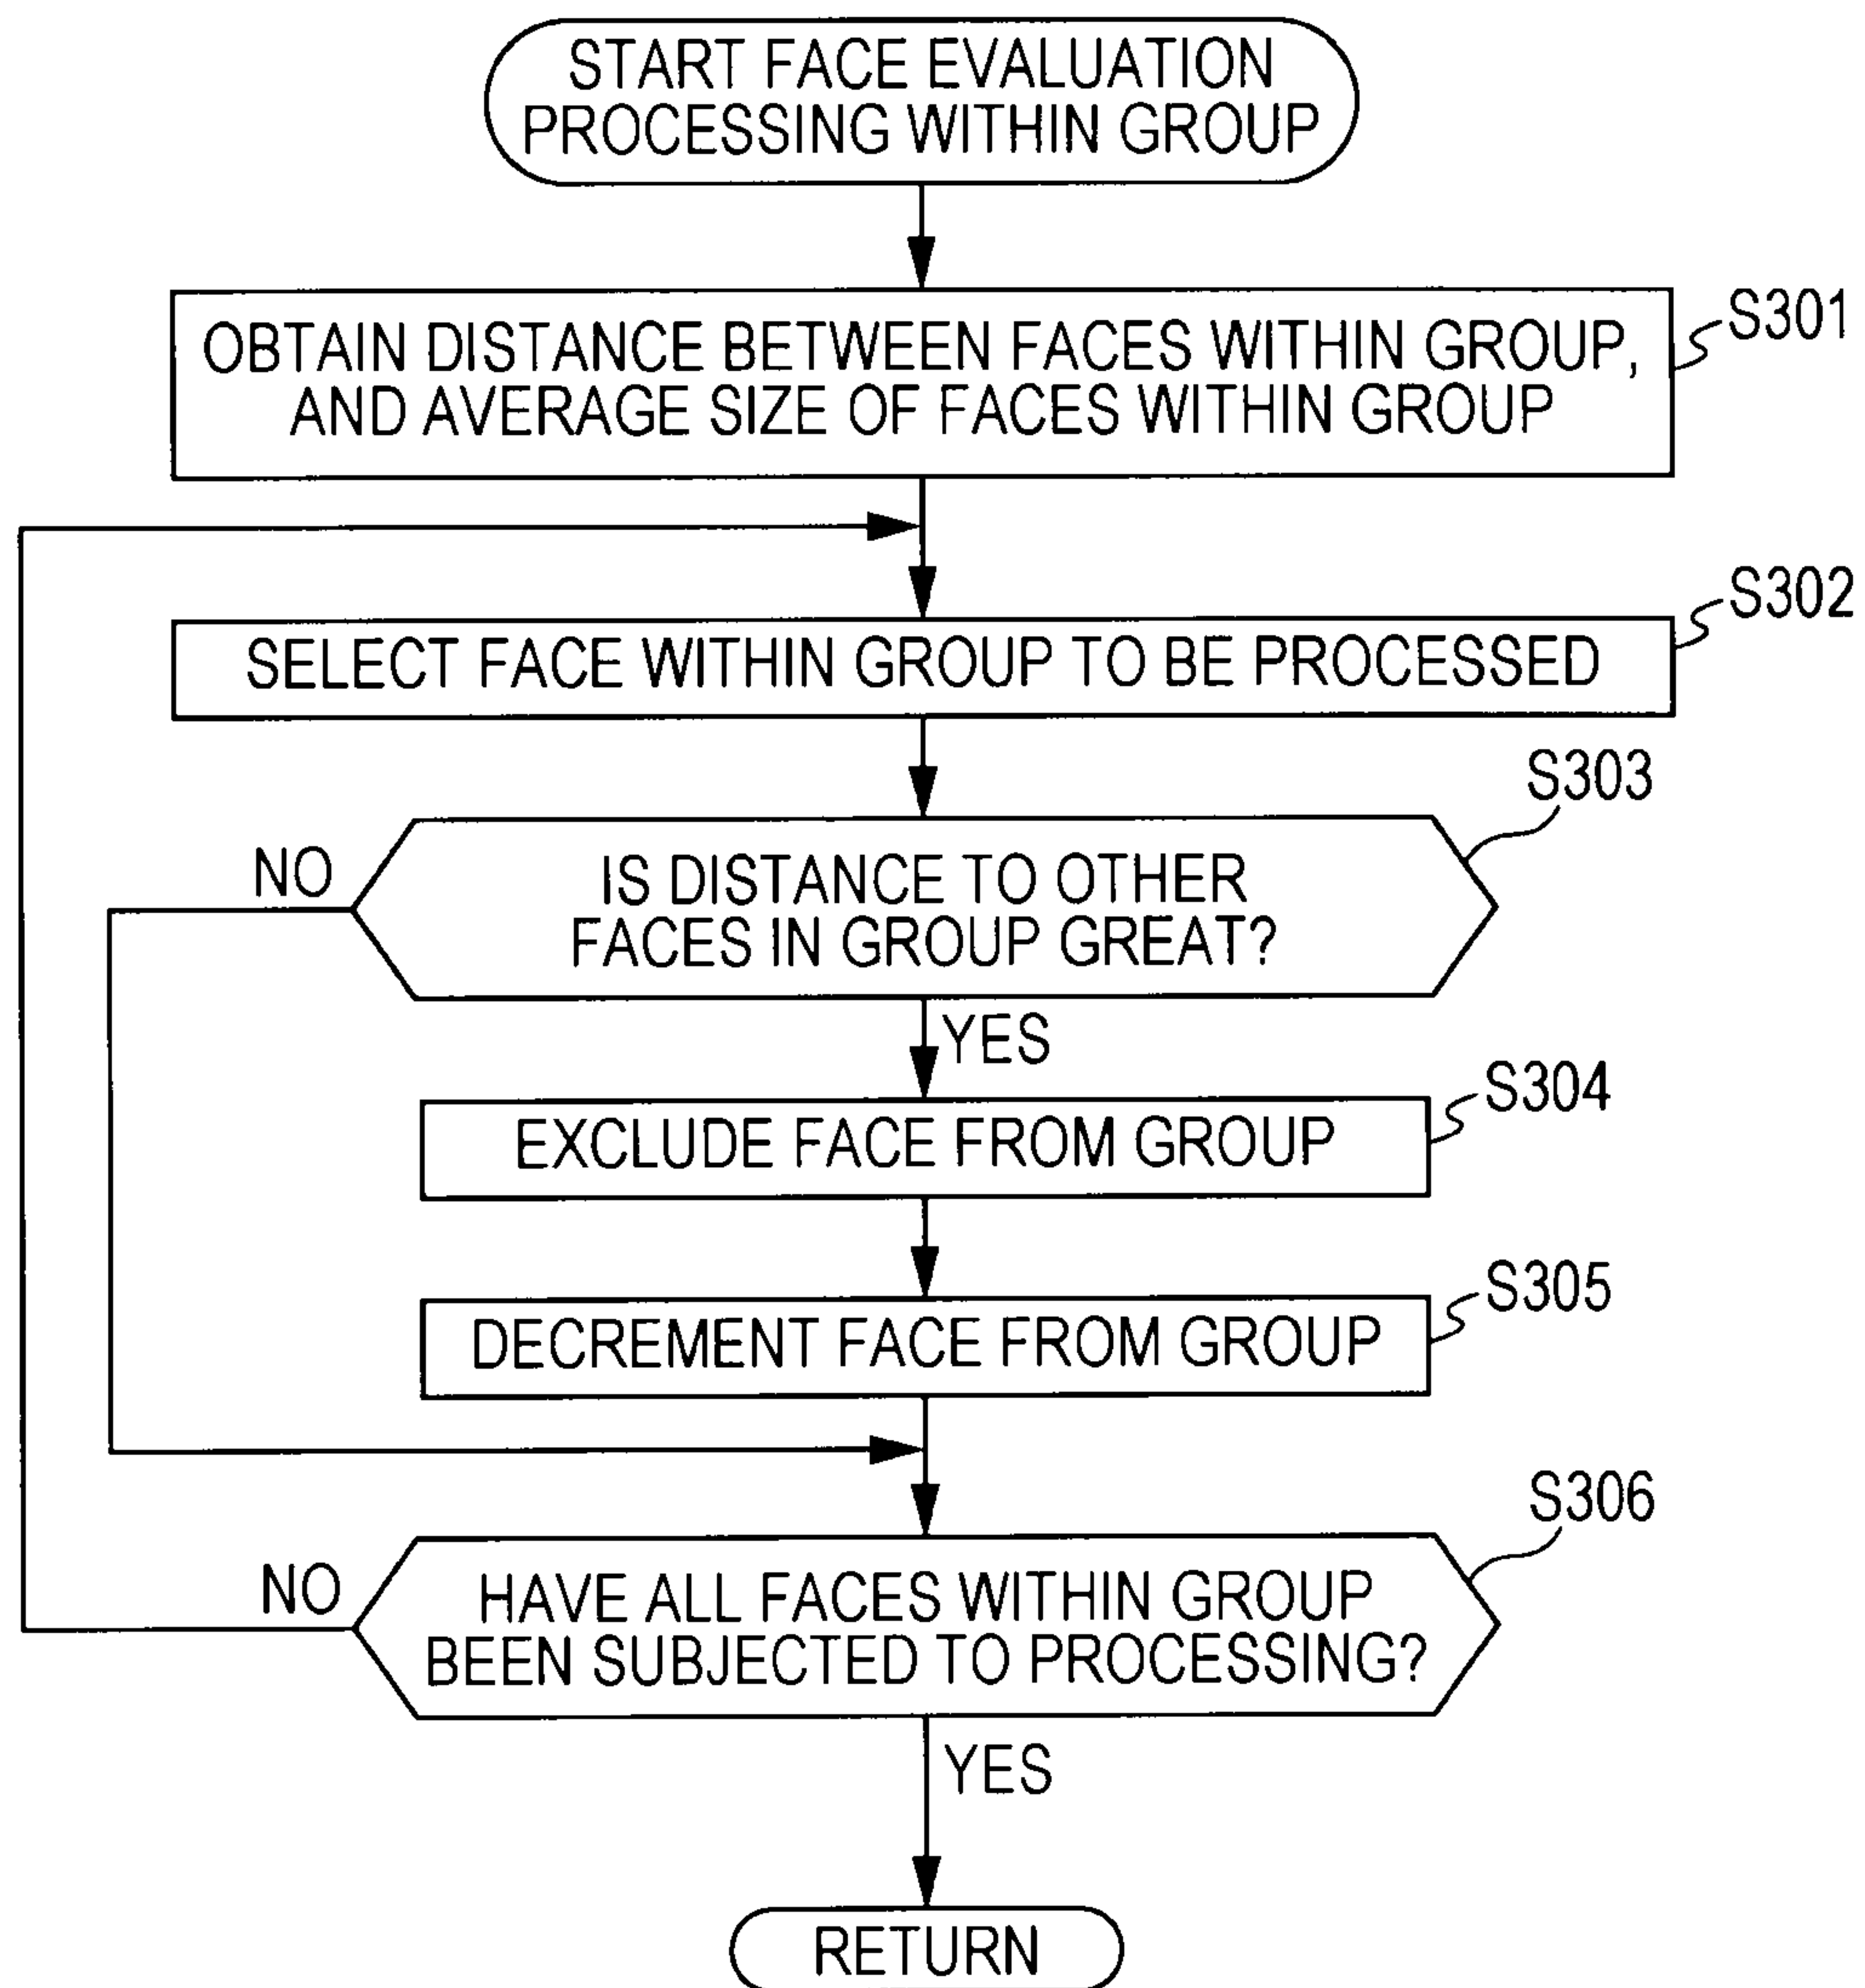 START FACE EVALUATION
PROCESSING WITHIN GROUP
S301
OBTAIN DISTANCE BETWEEN FACES WITHIN GROUP,
AND AVERAGE SIZE OF FACES WITHIN GROUP
S302
SELECT FACE WITHIN GROUP TO BE PROCESSED
S303
NO
IS DISTANCE TO OTHER
FACES IN GROUP GREAT?
YES
S304
EXCLUDE FACE FROM GROUP
S305
DECREMENT FACE FROM GROUP
S306
NO
HAVE ALL FACES WITHIN GROUP
BEEN SUBJECTED TO PROCESSING?
YES
RETURN